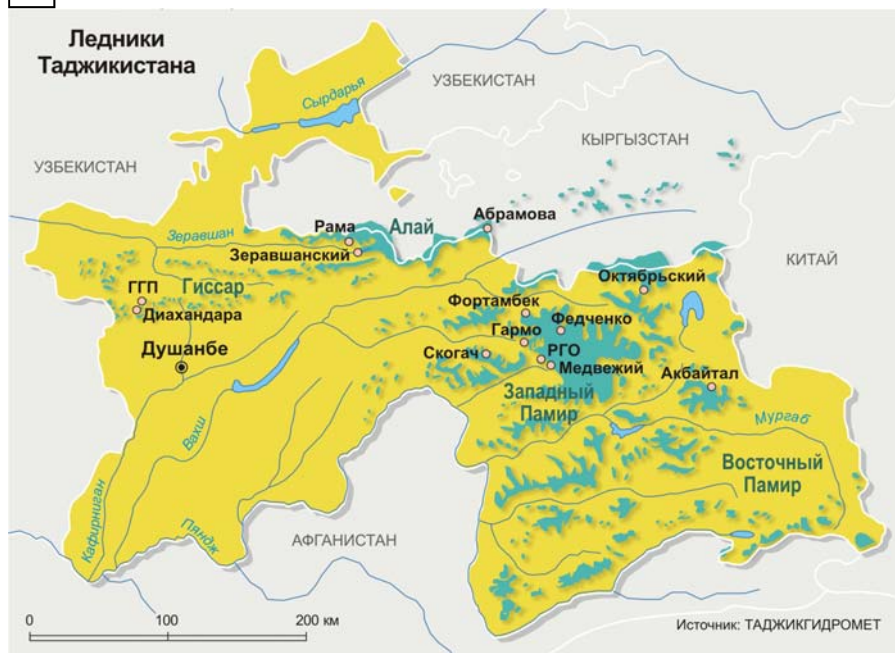 Ледники
Таджикистана
УЗБЕКИСТАН
Сырдарья
КЫРГЫЗСТАН
УЗБЕКИСТАН
Абрамова
Рама
Алай
Зеравшан
Зеравшанский
КИТАЙ
Октябрьский
ГГП
Гиссар
Диахандара
Фортамбек
Федченко
Гармо
Душанбе
Скогач
РГО
Медвежий
Акбайтал
Западный
Памир
Мургаб
Вахш
Восточный
Памир
Кафирниган
Пяндж
АФГАНИСТАН
0 100 200 км
Источник: ТАДЖИКГИДРОМЕТ